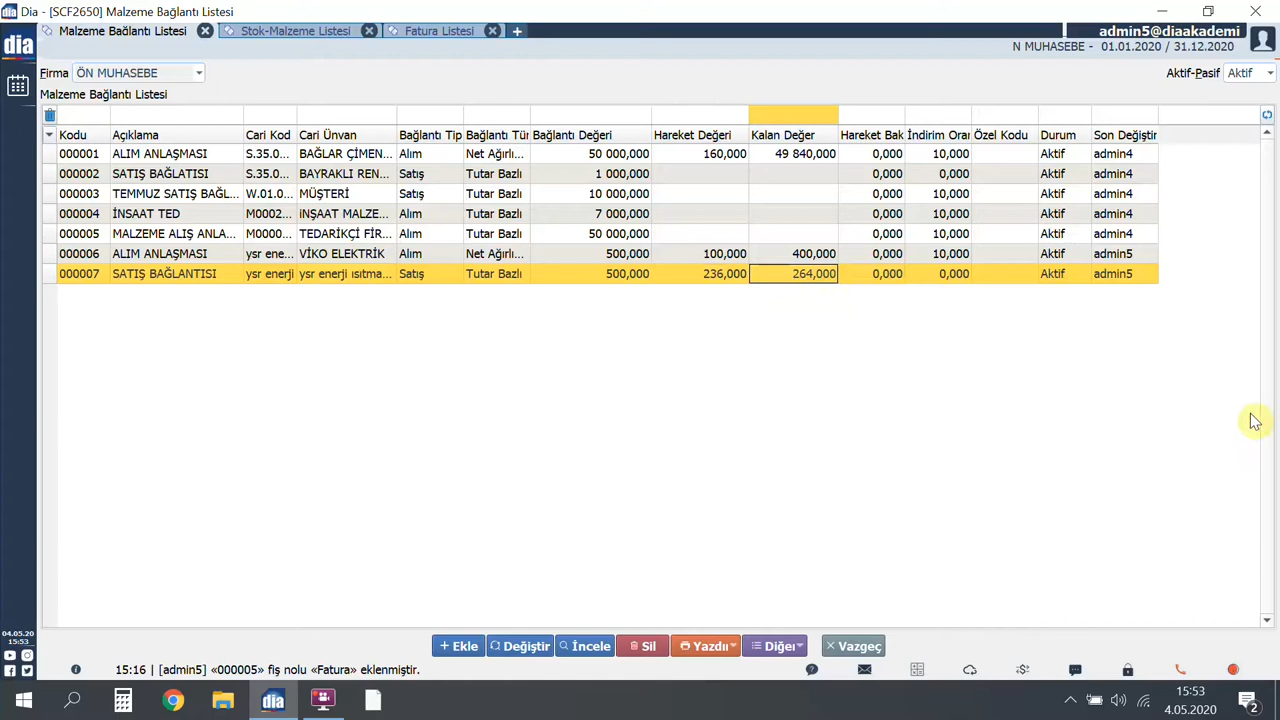 Dia - [SCF2650] Malzeme Bağlantı Listesi
dia
Malzeme Bağlantı Listesi
Stok-Malzeme Listesi
Fatura Listesi
admin5@diaakademi
N MUHASEBE - 01.01.2020 / 31.12.2020
Firma ÖN MUHASEBE
Aktif-Pasif Aktif
Malzeme Bağlantı Listesi
Kodu Açıklama Cari Kod Cari Ünvan Bağlantı Tip Bağlantı Tür Bağlantı Değeri Hareket Değeri Kalan Değer Hareket Bak İndirim Oran Özel Kodu Durum Son Değiştir
000001 ALIM ANLAŞMASI S.35.0... BAĞLAR ÇİMEN... Alım Net Ağırlı... 50 000,000 160,000 49 840,000 0,000 10,000 Aktif admin4
000002 SATIŞ BAĞLATISI S.35.0... BAYRAKLI REN... Satış Tutar Bazlı 1 000,000 0,000 0,000 Aktif admin4
000003 TEMMUZ SATIŞ BAĞL... W.01.0... MÜŞTERİ Satış Tutar Bazlı 10 000,000 0,000 10,000 Aktif admin4
000004 İNSAAT TED M0002... INŞAAT MALZE... Alım Tutar Bazlı 7 000,000 0,000 10,000 Aktif admin4
000005 MALZEME ALIŞ ANLA... M0000... TEDARİKÇİ FİR... Alım Tutar Bazlı 50 000,000 0,000 10,000 Aktif admin4
000006 ALIM ANLAŞMASI ysr ene... VİKO ELEKTRİK Alım Net Ağırlı... 500,000 100,000 400,000 0,000 10,000 Aktif admin5
000007 SATIŞ BAĞLANTISI ysr enerji ysr enerji ısıtma... Satış Tutar Bazlı 500,000 236,000 264,000 0,000 0,000 Aktif admin5
04.05.20
15:53
+ Ekle Değiştir İncele Sil Yazdır Diğer Vazgeç
15:16 | [admin5] «000005» fiş nolu «Fatura» eklenmiştir.
dia
15:53
4.05.2020
2